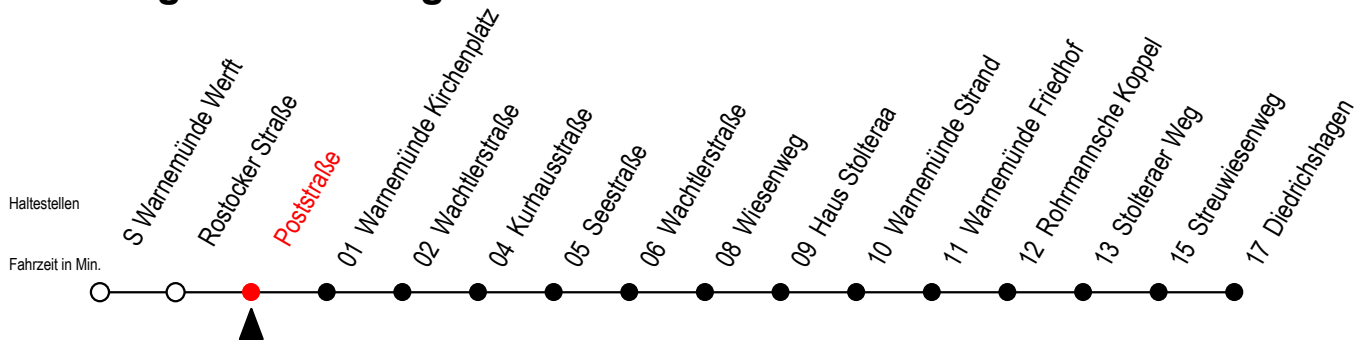 S Warnemünde Werft
Rostocker Straße
Poststraße
01 Warnemünde Kirchenplatz
02 Wachtlerstraße
04 Kurhausstraße
05 Seestraße
06 Wachtlerstraße
08 Wiesenweg
09 Haus Stolteraa
10 Warnemünde Strand
11 Warnemünde Friedhof
12 Rohrmannsche Koppel
13 Stolteraer Weg
15 Streuwiesenweg
17 Diedrichshagen
Haltestellen
Fahrzeit in Min.